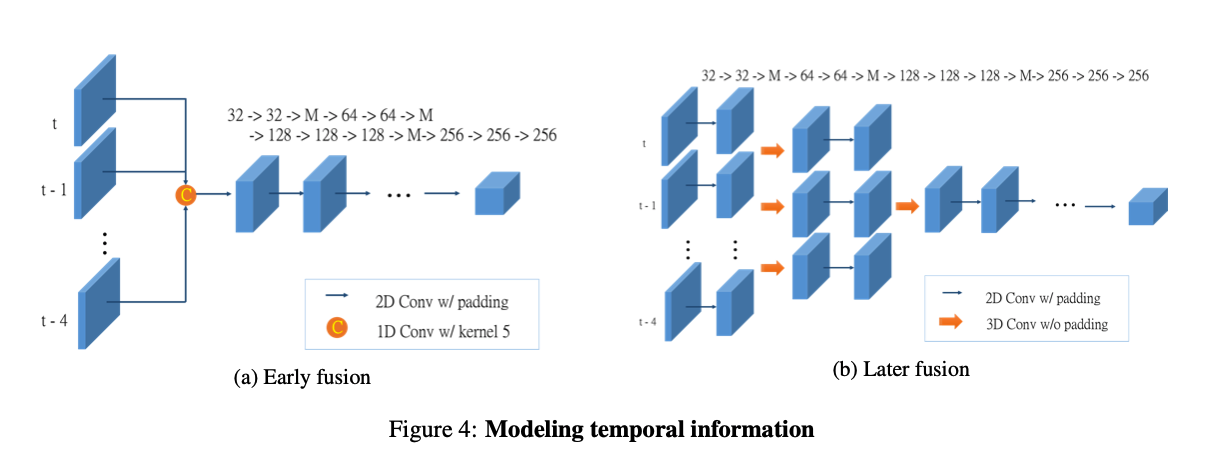 32 -> 32 -> M -> 64 -> 64 -> M
-> 128 -> 128 -> 128 -> M-> 256 -> 256 -> 256
t
t - 1
C
t - 4
2D Conv w/ padding
C
1D Conv w/ kernel 5
(a) Early fusion
32 -> 32 -> M -> 64 -> 64 -> M -> 128 -> 128 -> 128 -> M-> 256 -> 256 -> 256
t
t - 1
t - 4
2D Conv w/ padding
3D Conv w/o padding
(b) Later fusion
Figure 4: Modeling temporal information